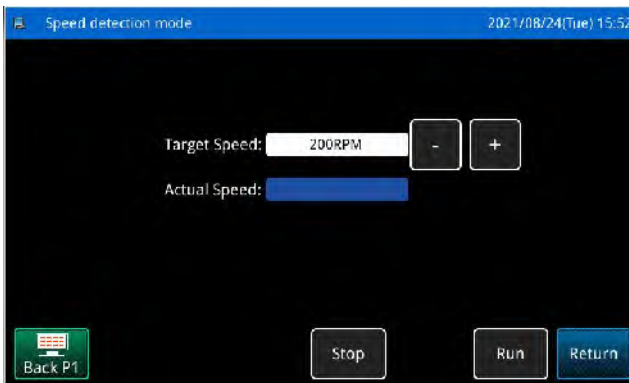 Speed detection mode 2021/08/24(Tue) 15:52
Target Speed: 200RPM - +
Actual Speed:
Back P1 Stop Run Return